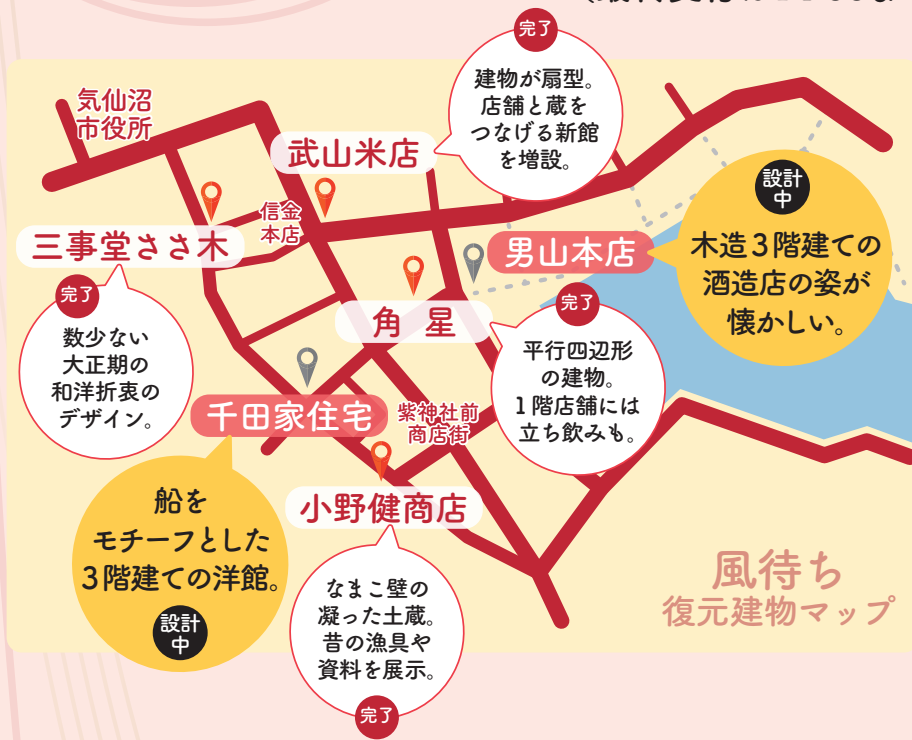 完了
建物が扇型。
店舗と蔵を
つなげる新館
を増設。
気仙沼
市役所
武山米店
信金
本店
三事堂ささ木
完了
数少ない
大正期の
和洋折衷の
デザイン。
男山本店
設計
中
木造3階建ての
酒造店の姿が
懐かしい。
角星
完了
平行四辺形
の建物。
1階店舗には
立ち飲みも。
千田家住宅
紫神社前
商店街
船を
モチーフとした
3階建ての洋館。
設計
中
小野健商店
なまこ壁の
凝った土蔵。
昔の漁具や
資料を展示。
完了
風待ち
復元建物マップ